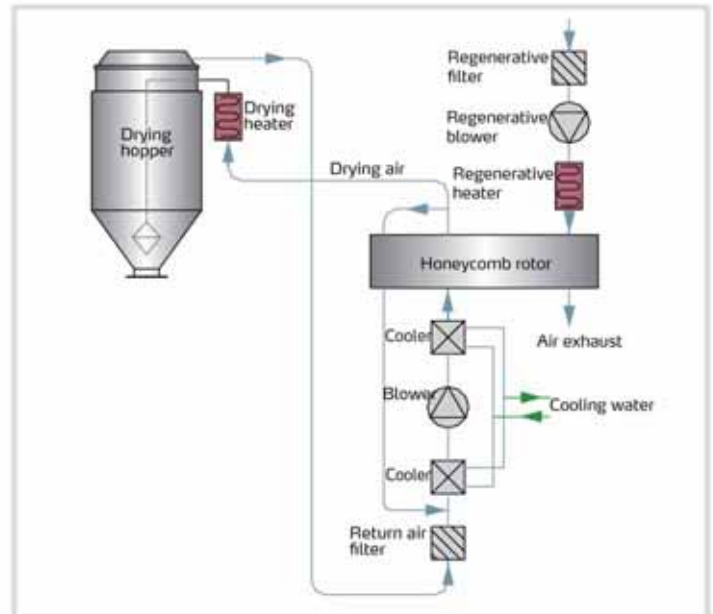 Regenerative
filter
Drying
heater
Drying
hopper
Regenerative
blower
Drying air
Regenerative
heater
Honeycomb rotor
Cooler
Air exhaust
Blower
Cooling water
Cooler
Return air
filter